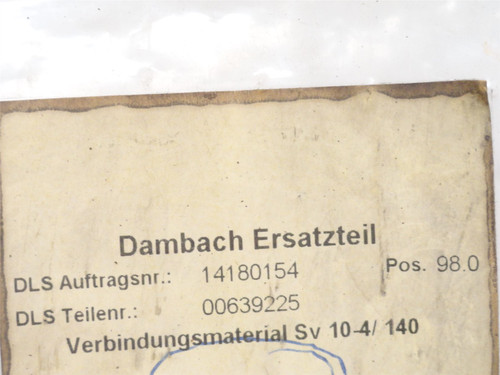 Dambach Ersatzteil
DLS Auftragsnr.: 14180154 Pos. 98.0
DLS Teilenr.: 00639225
Verbindungsmaterial Sv 10-4/ 140